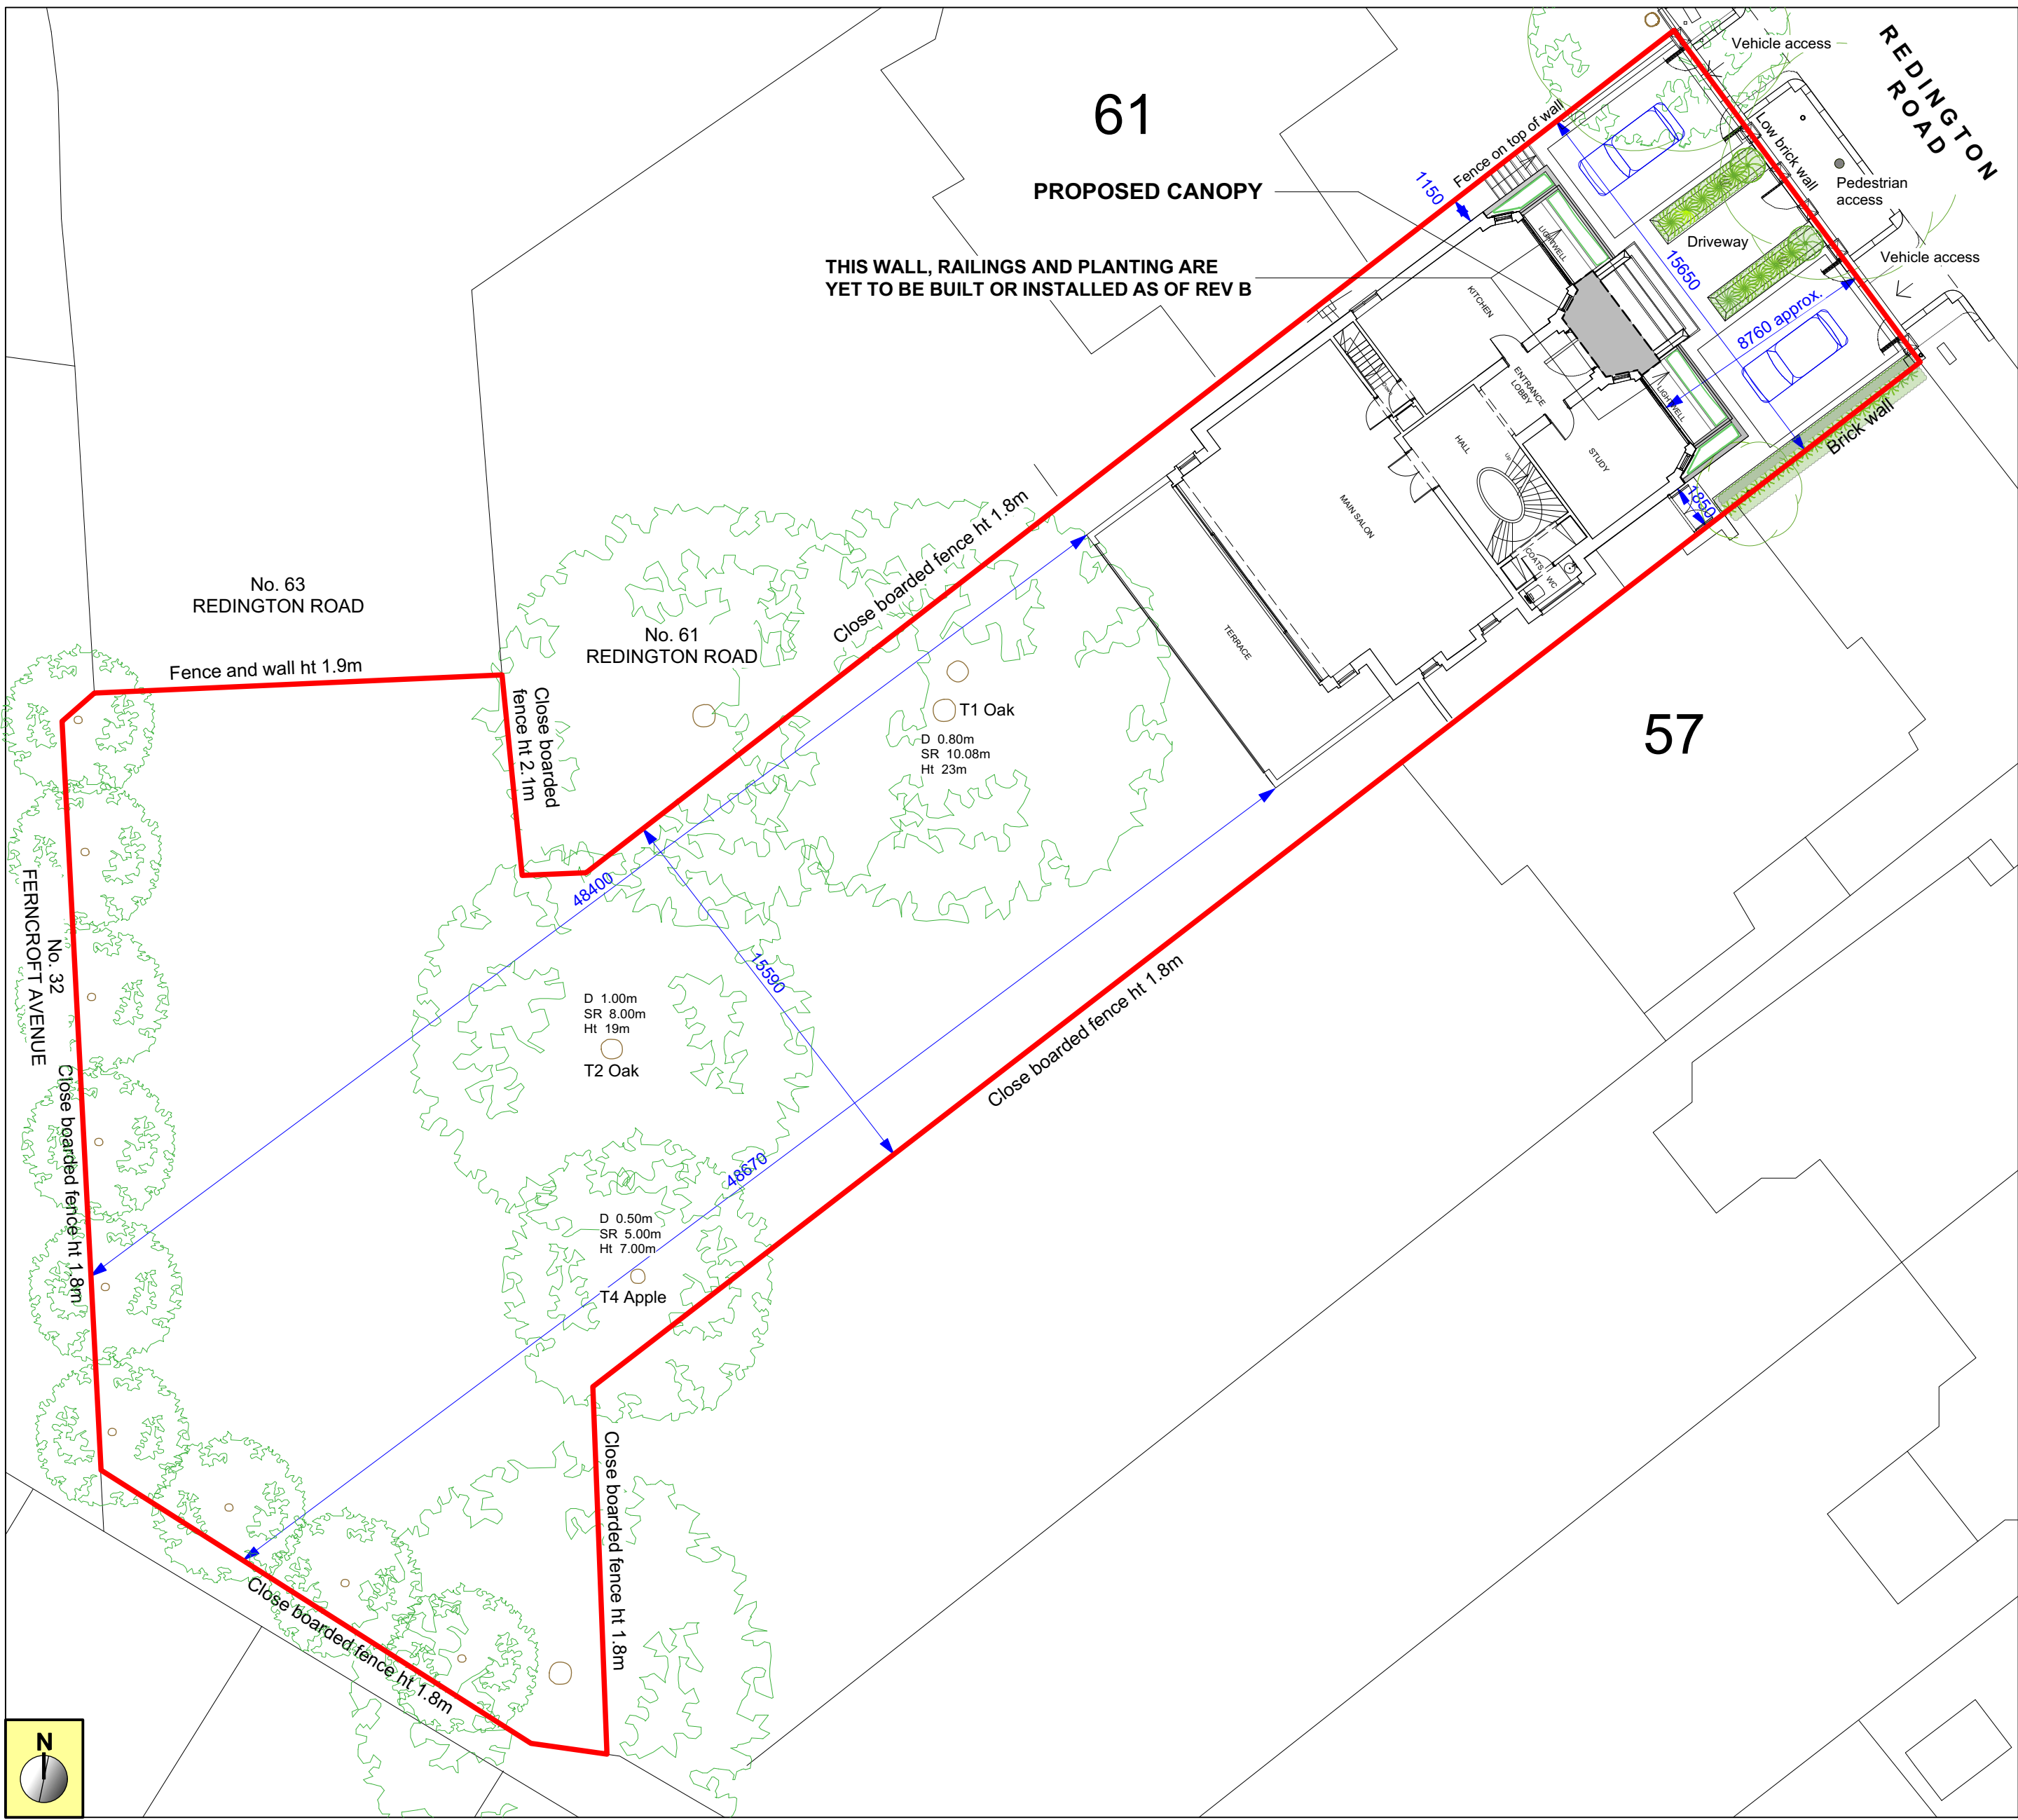 Vehicle access
REDINGTON
ROAD
61
Fence on top of wall
Low brick wall
PROPOSED CANOPY
1150
Pedestrian
access
LIGHTWELL
Driveway
15650
Vehicle access
THIS WALL, RAILINGS AND PLANTING ARE
YET TO BE BUILT OR INSTALLED AS OF REV B
KITCHEN
8760 approx.
ENTRANCE
LOBBY
LIGHTWELL
Brick wall
HALL
Up
STUDY
1850
MAIN SALON
COATS
WC
Close boarded fence ht 1.8m
TERRACE
No. 63
REDINGTON ROAD
No. 61
REDINGTON ROAD
Fence and wall ht 1.9m
Close boarded
fence ht 2.1m
T1 Oak
D 0.80m
SR 10.08m
Ht 23m
57
48400
15590
No. 32
FERNCROFT AVENUE
D 1.00m
SR 8.00m
Ht 19m
T2 Oak
Close boarded fence ht 1.8m
Close boarded fence ht 1.8m
48670
D 0.50m
SR 5.00m
Ht 7.00m
T4 Apple
Close boarded fence ht 1.8m
Close boarded fence ht 1.8m
N